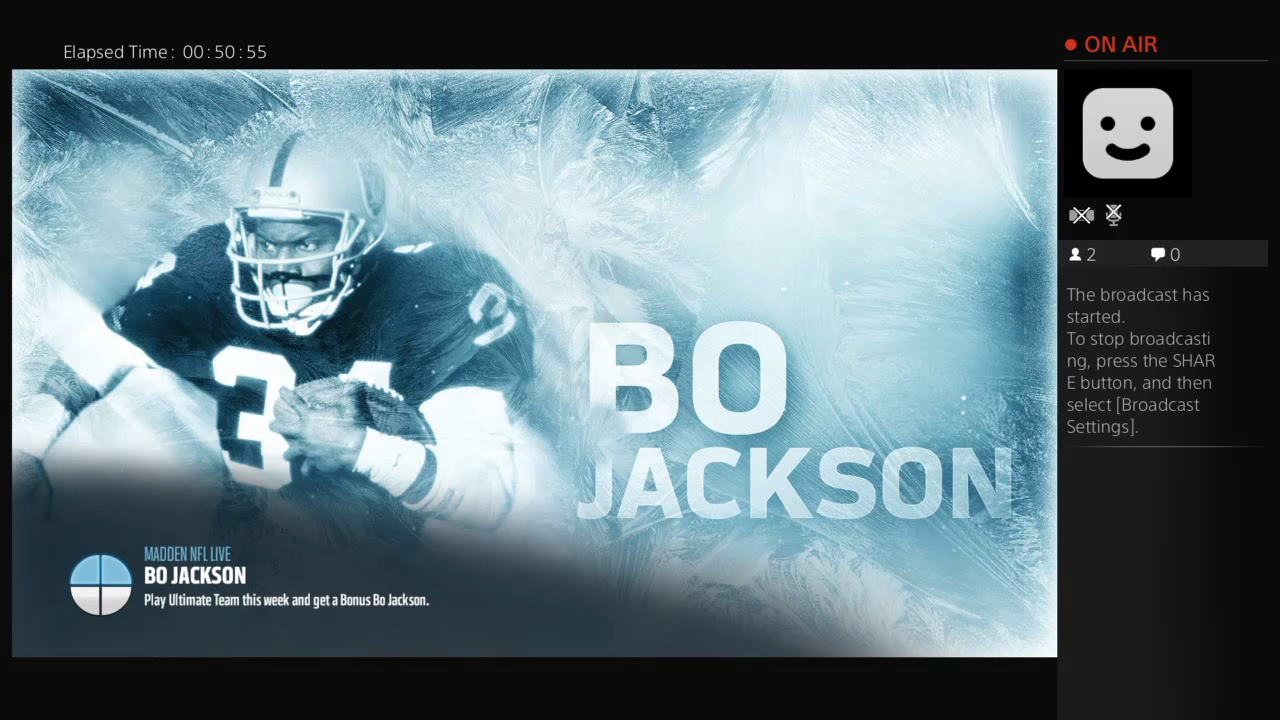 Elapsed Time: 00:50:55
ON AIR
2
0
The broadcast has
started.
To stop broadcasti
ng, press the SHAR
E button, and then
select [Broadcast
Settings].
34
BO
JACKSON
MADDEN NFL LIVE
BO JACKSON
Play Ultimate Team this week and get a Bonus Bo Jackson.